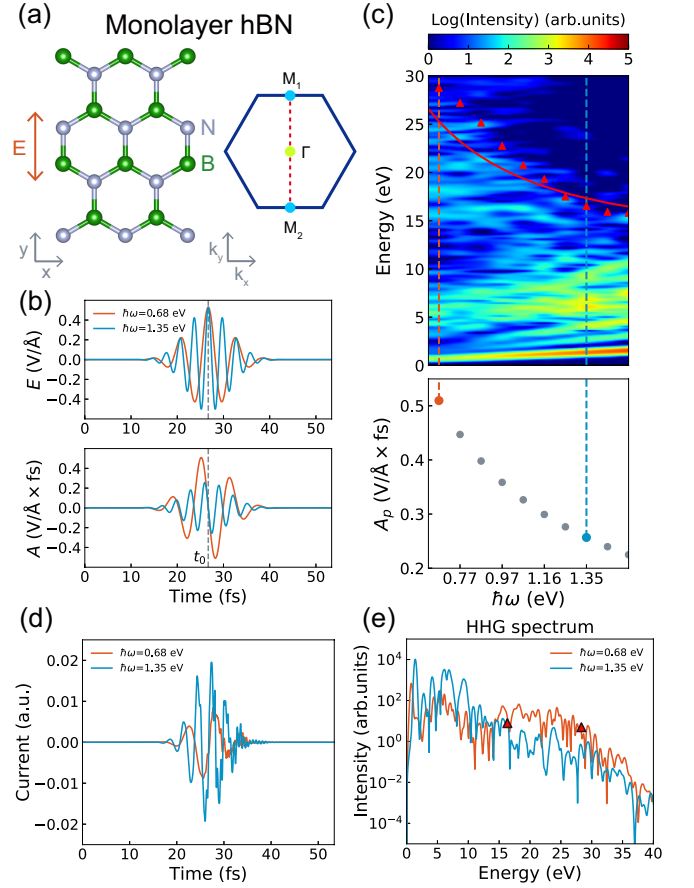 (a)
Monolayer hBN
E
N
B
y
x
M1
Γ
M2
ky
kx
(b)
ħω=0.68 eV
ħω=1.35 eV
E (V/Å)
0.4
0.2
0.0
−0.2
−0.4
0 10 20 30 40 50
A (V/Å × fs)
0.4
0.2
0.0
−0.2
−0.4
t0
0 10 20 30 40 50
Time (fs)
(c)
Log(Intensity) (arb.units)
0 1 2 3 4 5
Energy (eV)
30
25
20
15
10
5
0
Ap (V/Å × fs)
0.5
0.4
0.3
0.2
0.77 0.97 1.16 1.35
ħω (eV)
(d)
ħω=0.68 eV
ħω=1.35 eV
Current (a.u.)
0.02
0.01
0.00
−0.01
−0.02
0 10 20 30 40 50
Time (fs)
(e)
HHG spectrum
ħω=0.68 eV
ħω=1.35 eV
Intensity (arb.units)
10^4
10^2
10^0
10^−2
10^−4
0 5 10 15 20 25 30 35 40
Energy (eV)